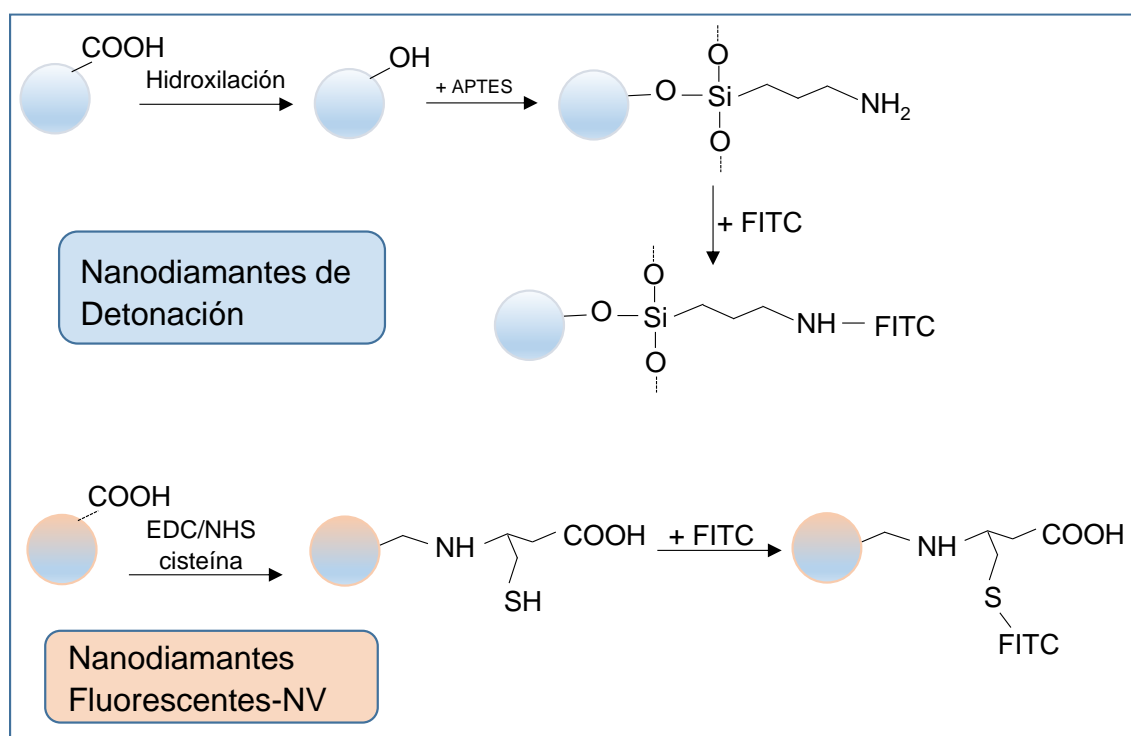 COOH
Hidroxilación
OH
+ APTES
O
O
Si
NH2
O
+ FITC
Nanodiamantes de
Detonación
O
O
Si
NH
FITC
O
COOH
EDC/NHS
cisteína
NH
COOH
SH
+ FITC
NH
COOH
S
FITC
Nanodiamantes
Fluorescentes-NV